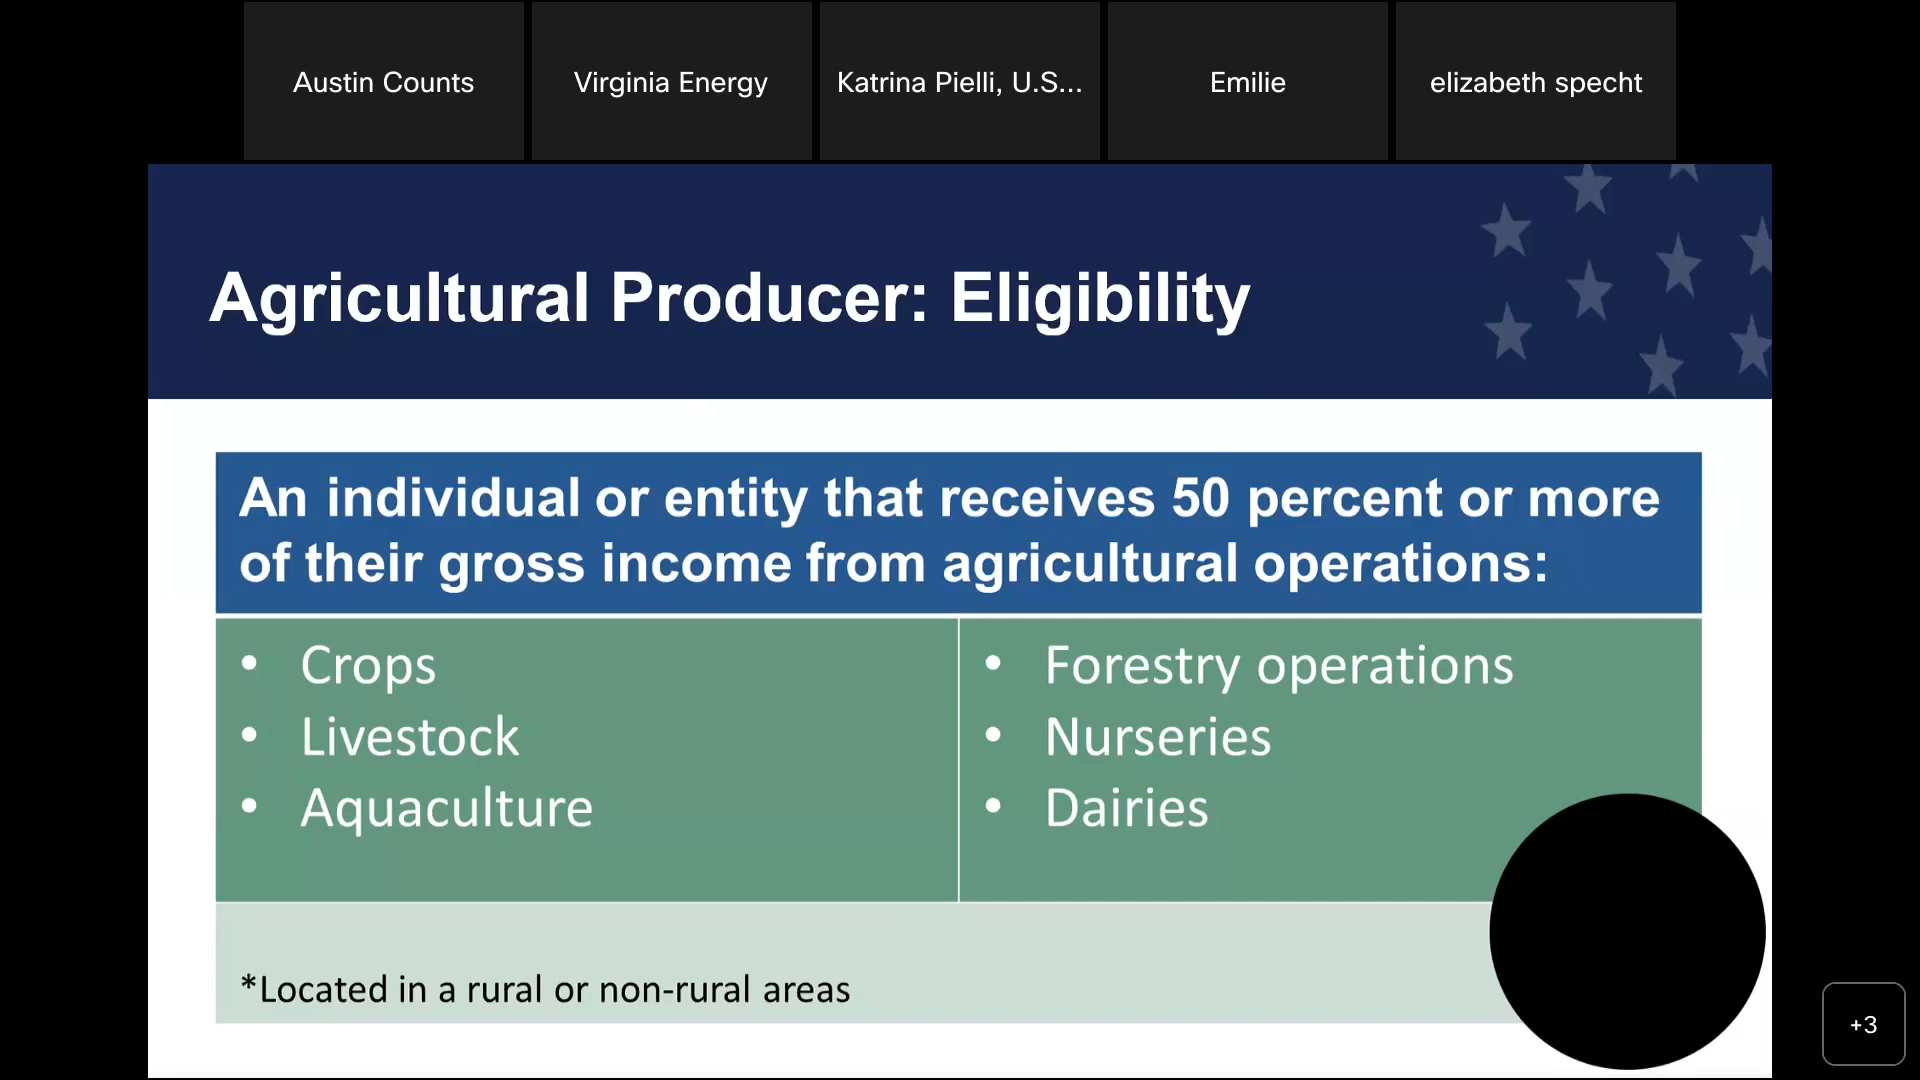 Austin Counts
Virginia Energy
Katrina Pielli, U.S...
Emilie
elizabeth specht
Agricultural Producer: Eligibility
An individual or entity that receives 50 percent or more
of their gross income from agricultural operations:
• Crops
• Livestock
• Aquaculture
• Forestry operations
• Nurseries
• Dairies
*Located in a rural or non-rural areas
+3